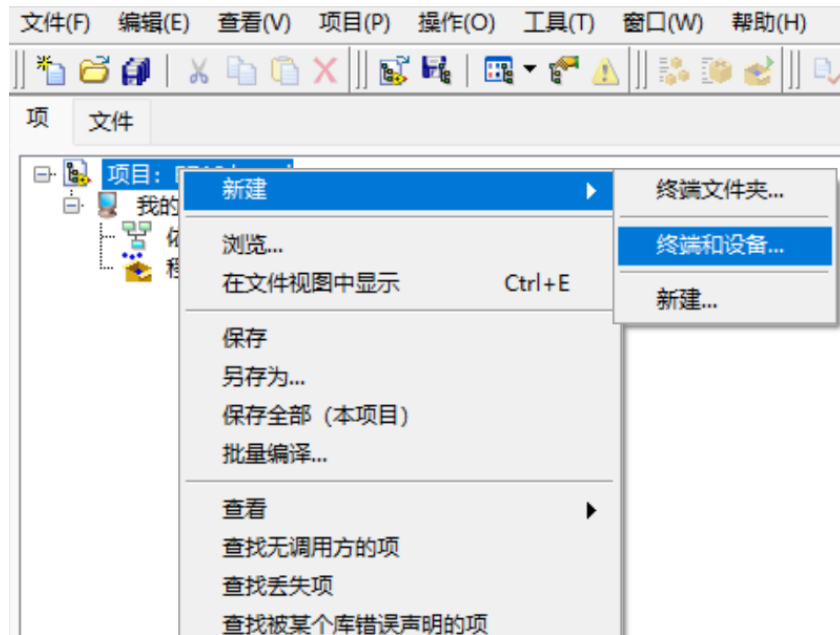 文件(F) 编辑(E) 查看(V) 项目(P) 操作(O) 工具(T) 窗口(W) 帮助(H)
项 文件
项目:
我的
新建
浏览...
在文件视图中显示 Ctrl+E
保存
另存为...
保存全部（本项目）
批量编译...
查看
查找无调用方的项
查找丢失项
查找被某个库错误声明的项
终端文件夹...
终端和设备...
新建...